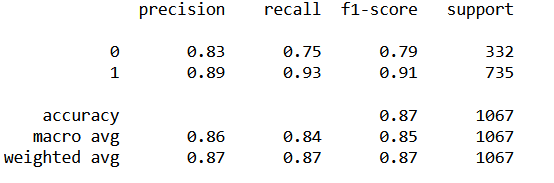 precision recall f1-score support
0 0.83 0.75 0.79 332
1 0.89 0.93 0.91 735
accuracy 0.87 1067
macro avg 0.86 0.84 0.85 1067
weighted avg 0.87 0.87 0.87 1067